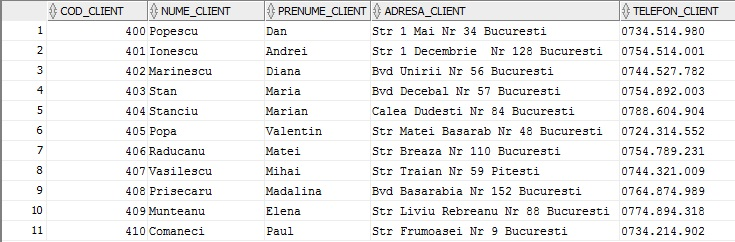 COD_CLIENT NUME_CLIENT PRENUME_CLIENT ADRESA_CLIENT TELEFON_CLIENT
1 400 Popescu Dan Str 1 Mai Nr 34 Bucuresti 0734.514.980
2 401 Ionescu Andrei Str 1 Decembrie  Nr 128 Bucuresti 0754.514.001
3 402 Marinescu Diana Bvd Unirii Nr 56 Bucuresti 0744.527.782
4 403 Stan Maria Bvd Decebal Nr 57 Bucuresti 0754.892.003
5 404 Stanciu Marian Calea Dudesti Nr 84 Bucuresti 0788.604.904
6 405 Popa Valentin Str Matei Basarab Nr 48 Bucuresti 0724.314.552
7 406 Raducanu Matei Str Breaza Nr 110 Bucuresti 0754.789.231
8 407 Vasilescu Mihai Str Traian Nr 59 Pitesti 0744.321.009
9 408 Prisecaru Madalina Bvd Basarabia Nr 152 Bucuresti 0764.874.989
10 409 Munteanu Elena Str Liviu Rebreanu Nr 88 Bucuresti 0774.894.318
11 410 Comaneci Paul Str Frumoasei Nr 9 Bucuresti 0734.214.902